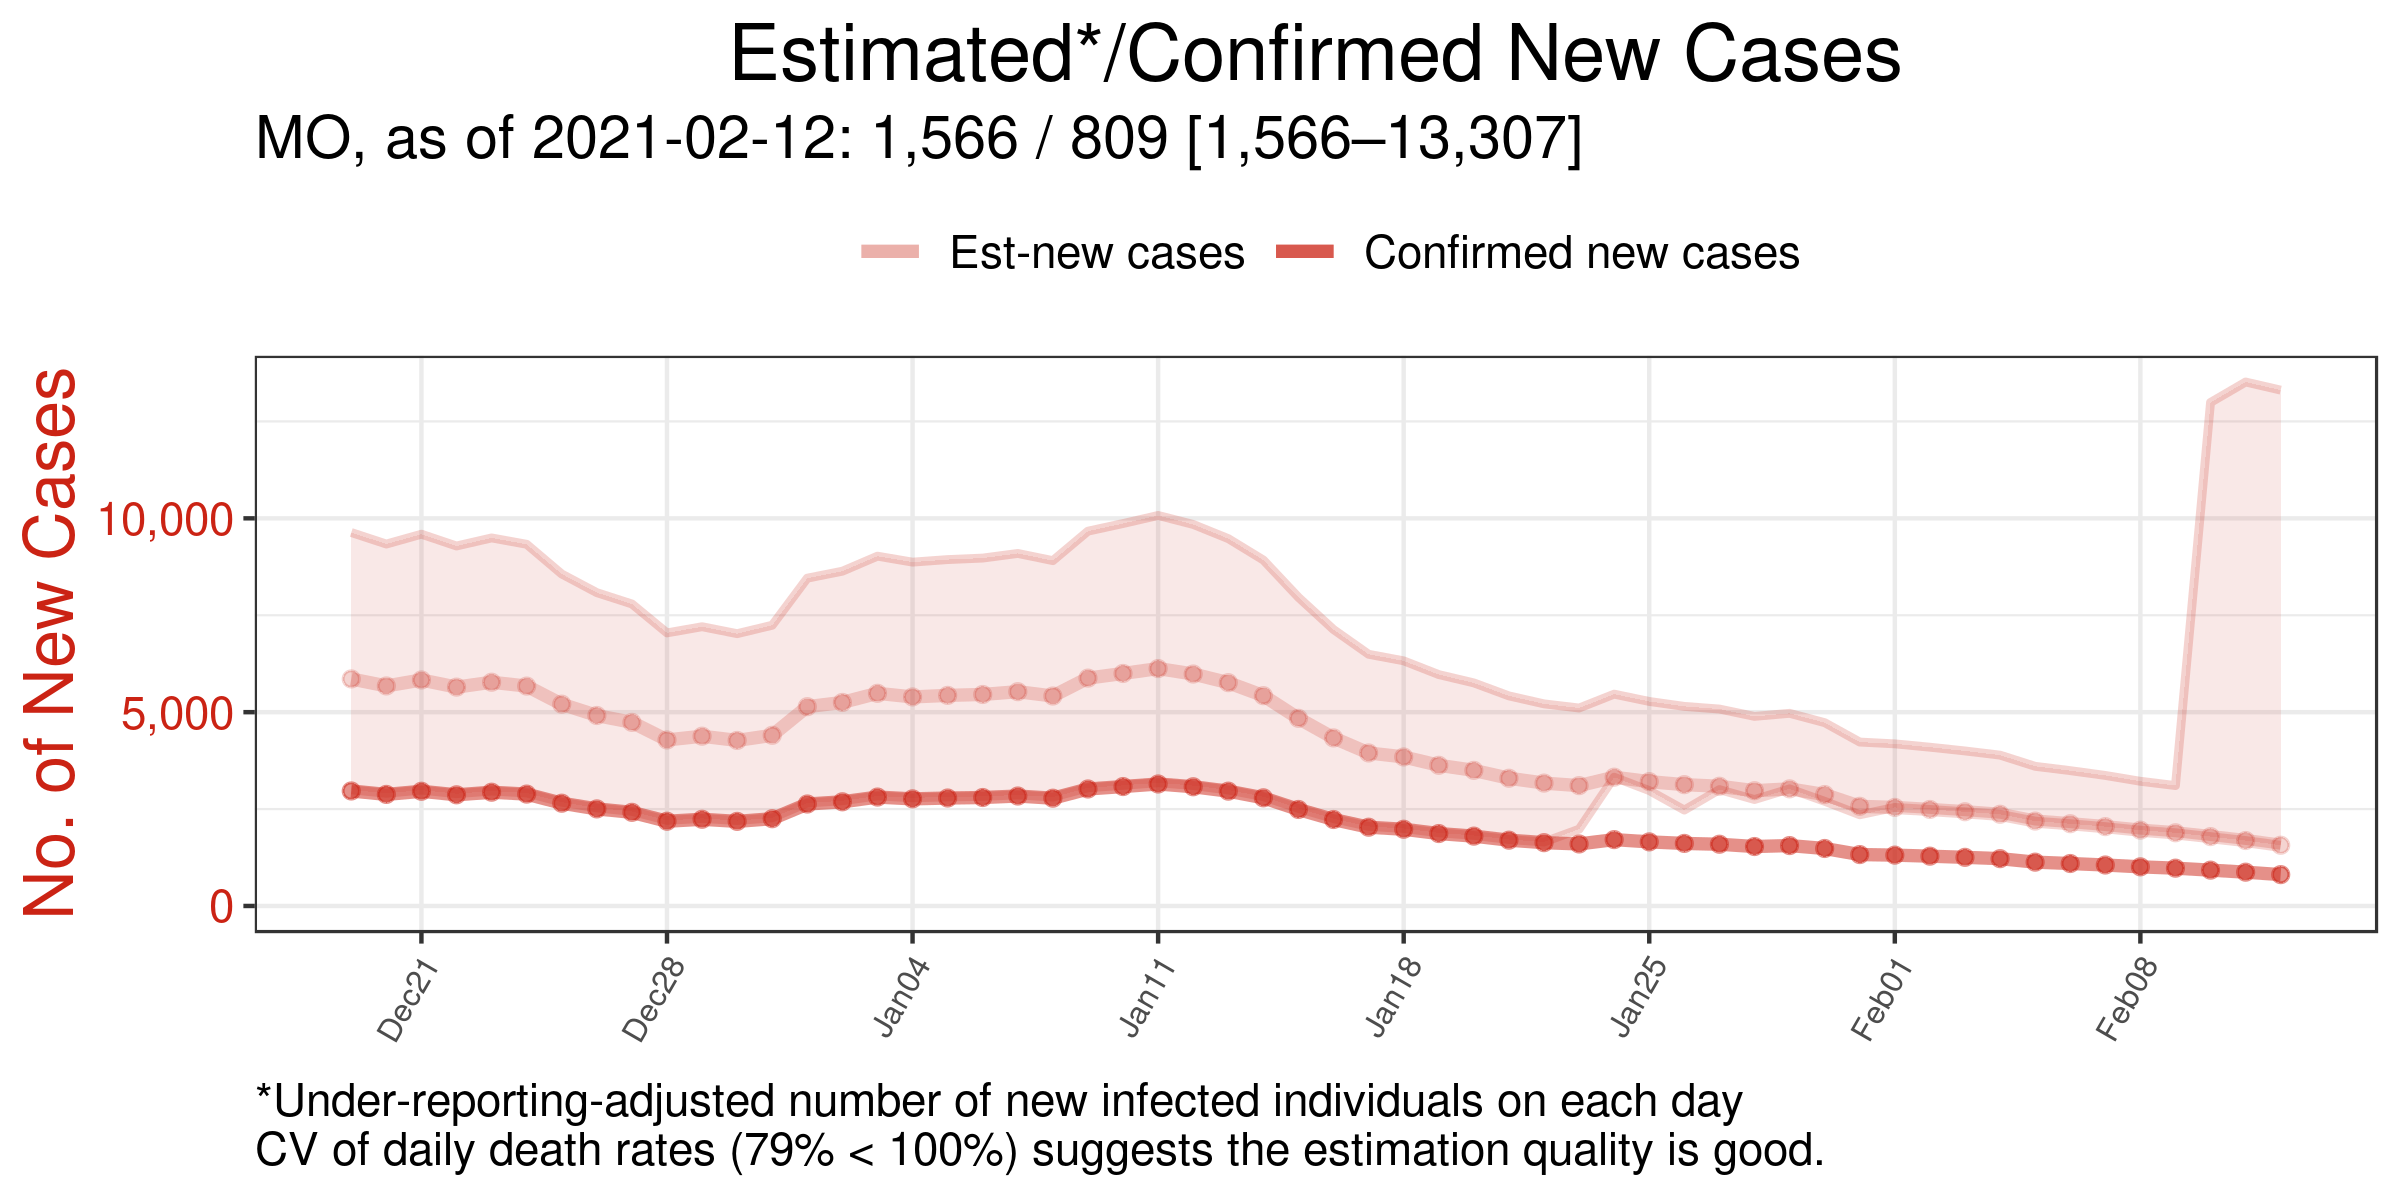 Estimated*/Confirmed New Cases
MO, as of 2021-02-12: 1,566 / 809 [1,566–13,307]
Est-new cases
Confirmed new cases
No. of New Cases
10,000
5,000
0
Dec21
Dec28
Jan04
Jan11
Jan18
Jan25
Feb01
Feb08
*Under-reporting-adjusted number of new infected individuals on each day
CV of daily death rates (79% < 100%) suggests the estimation quality is good.